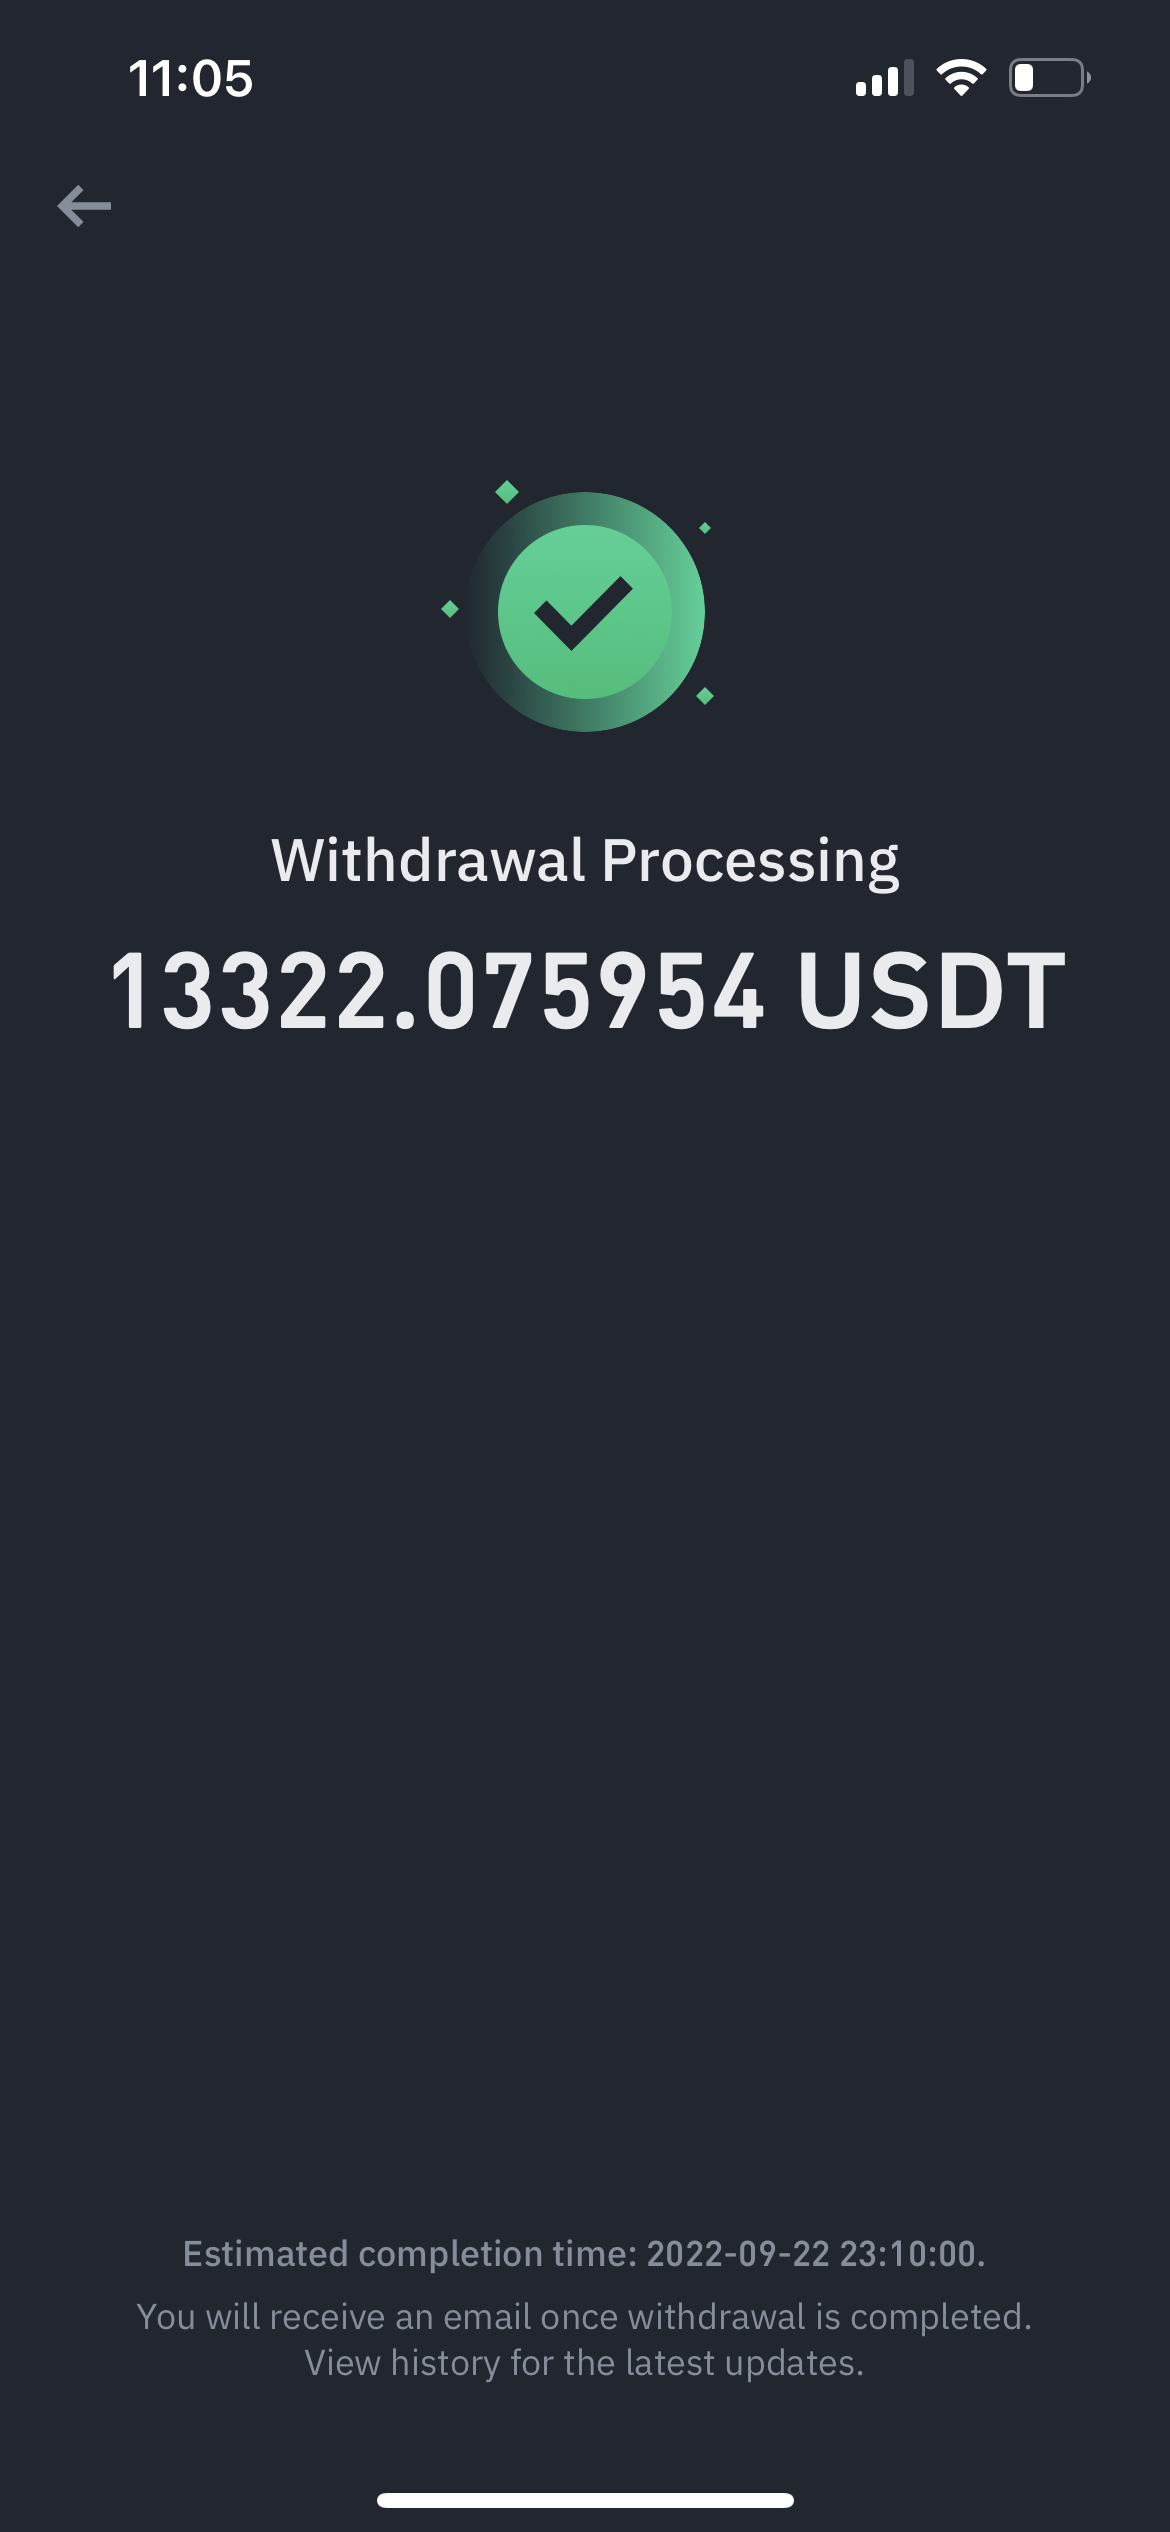 11:05
Withdrawal Processing
13322.075954 USDT
Estimated completion time: 2022-09-22 23:10:00.
You will receive an email once withdrawal is completed.
View history for the latest updates.